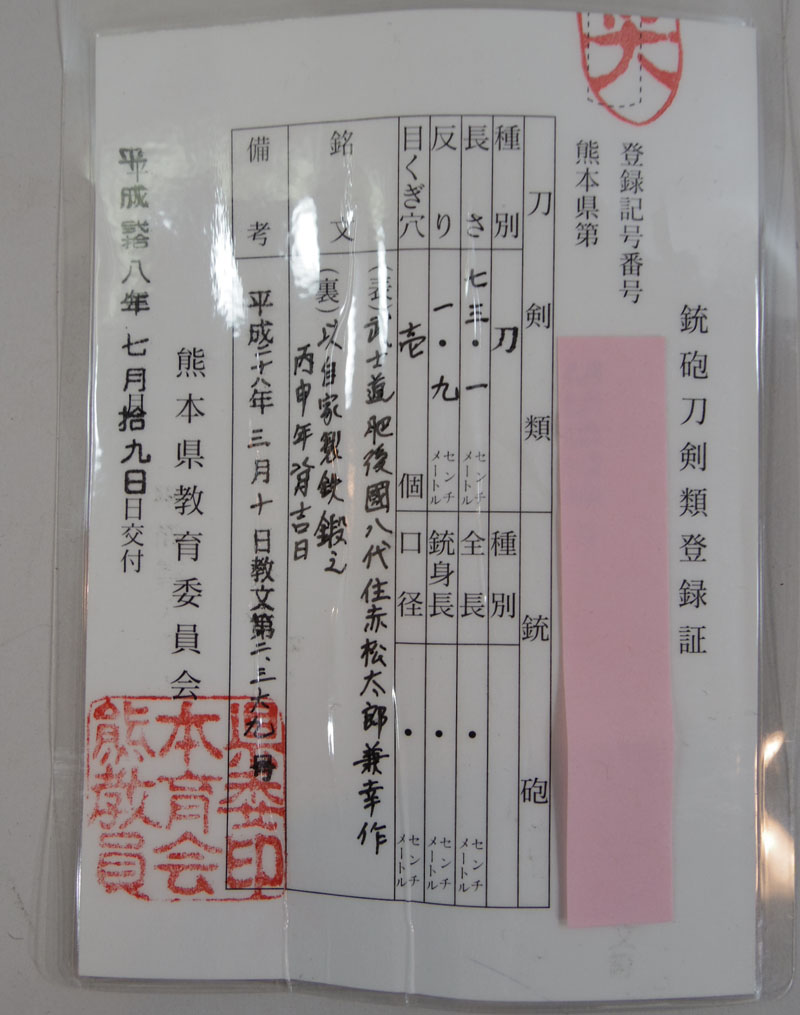 銃砲刀剣類登録証
登録記号番号
熊本県第
刀剣類
銃砲
種別
刀
種別
長さ
七三・一
センチメートル
全長
・
センチメートル
反り
一・九
センチメートル
銃身長
・
センチメートル
目くぎ穴
壱
個
口径
・
センチメートル
銘文
(表)武士道肥後國八代住赤松太郎兼幸作
(裏)以自家製鉄鍛之
丙申年 吉日
備考
平成二十八年三月十日教文第二、三六九号
熊本県教育委員会
平成 八年七月拾九日日交付
熊本県教育委員会印